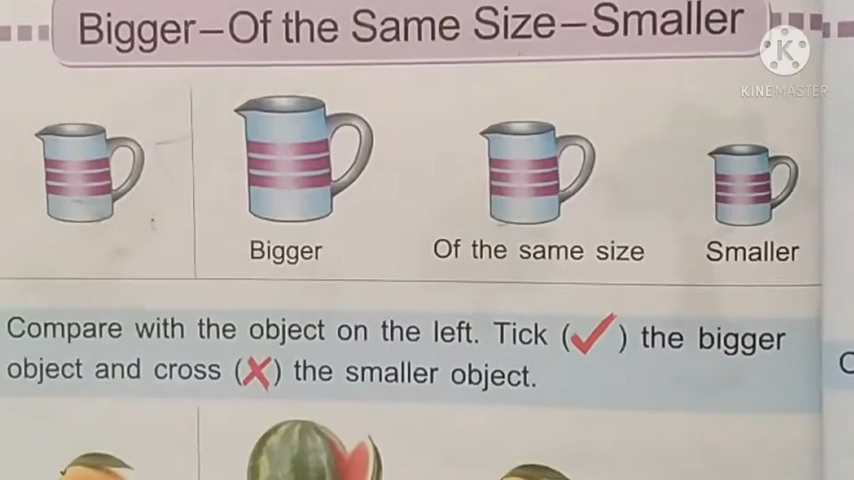 Bigger–Of the Same Size–Smaller
K
KINEMASTER
Bigger
Of the same size
Smaller
Compare with the object on the left. Tick (✓) the bigger
object and cross (✗) the smaller object.